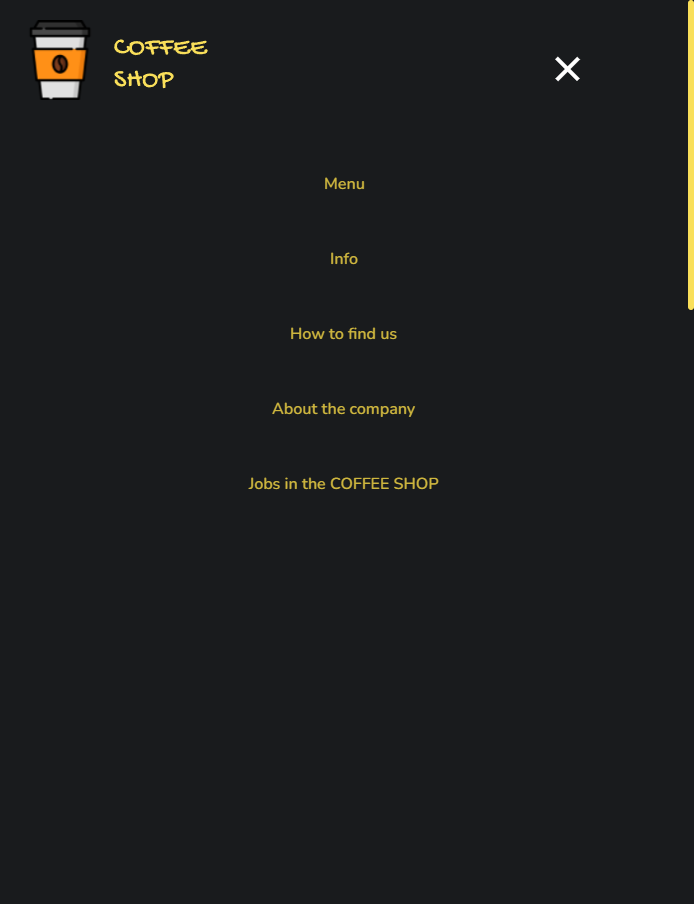 COFFEE
SHOP
Menu
Info
How to find us
About the company
Jobs in the COFFEE SHOP